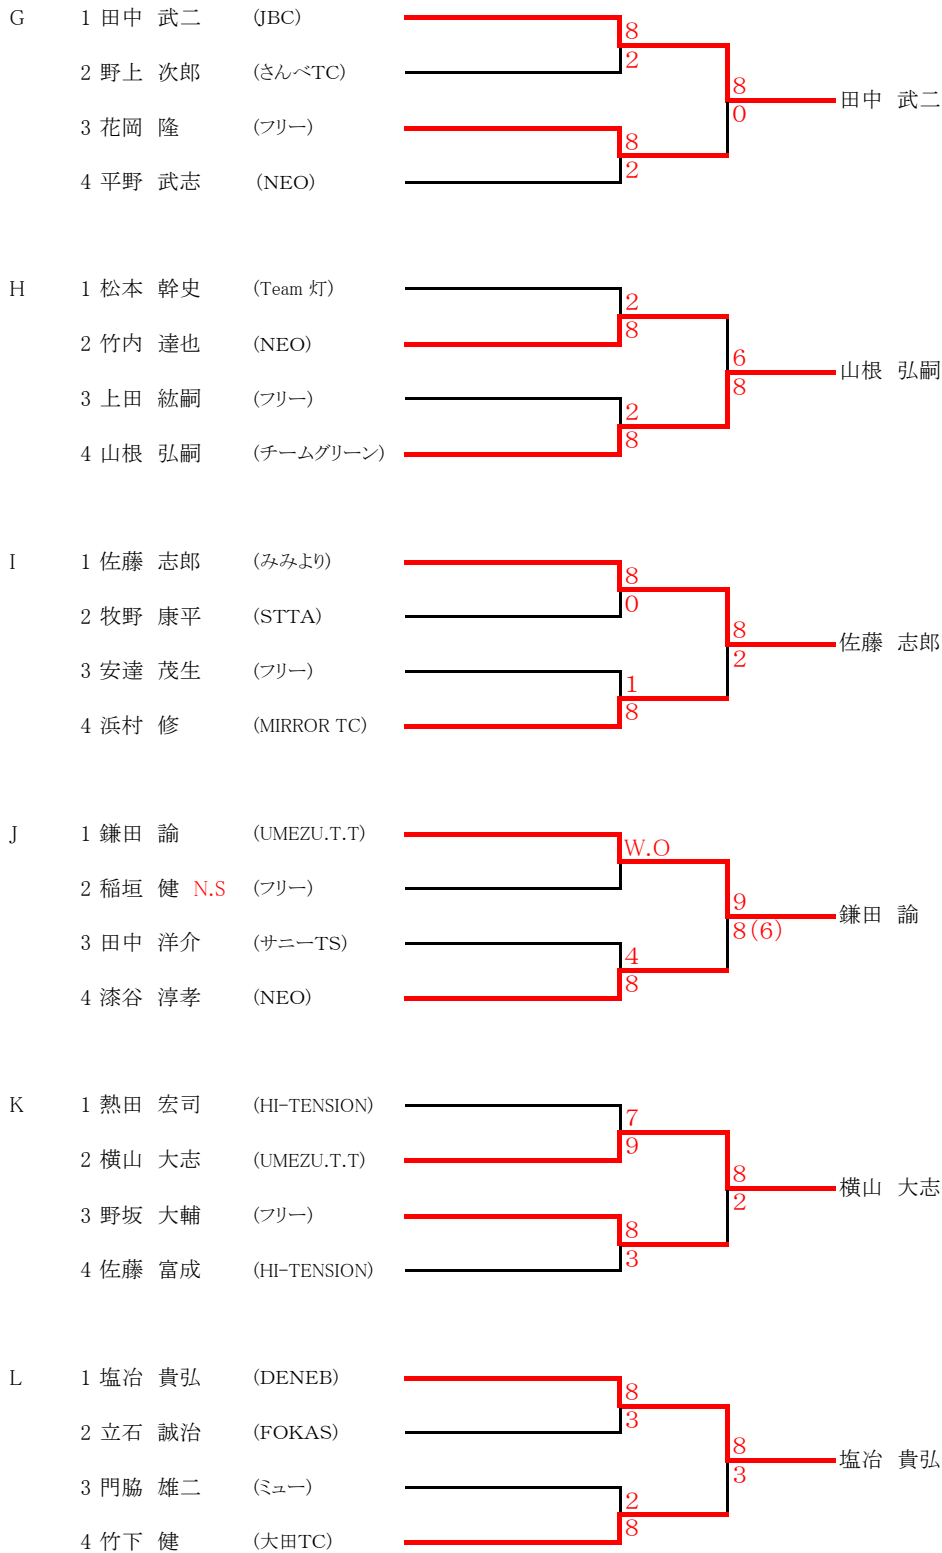 G 1 田中 武二 (JBC)
8
2 野上 次郎 (さんべTC)
2
8
田中 武二
0
3 花岡 隆 (フリー)
8
4 平野 武志 (NEO)
2
H 1 松本 幹史 (Team 灯)
2
2 竹内 達也 (NEO)
8
6
山根 弘嗣
8
3 上田 紘嗣 (フリー)
2
4 山根 弘嗣 (チームグリーン)
8
I 1 佐藤 志郎 (みみより)
8
2 牧野 康平 (STTA)
0
8
佐藤 志郎
2
3 安達 茂生 (フリー)
1
4 浜村 修 (MIRROR TC)
8
J 1 鎌田 諭 (UMEZU.T.T)
W.O
2 稲垣 健 N.S (フリー)
9
鎌田 諭
8(6)
3 田中 洋介 (サニーTS)
4
4 漆谷 淳孝 (NEO)
8
K 1 熱田 宏司 (HI-TENSION)
7
2 横山 大志 (UMEZU.T.T)
9
8
横山 大志
2
3 野坂 大輔 (フリー)
8
4 佐藤 富成 (HI-TENSION)
3
L 1 塩冶 貴弘 (DENEB)
8
2 立石 誠治 (FOKAS)
3
8
塩冶 貴弘
3
3 門脇 雄二 (ミュー)
2
4 竹下 健 (大田TC)
8